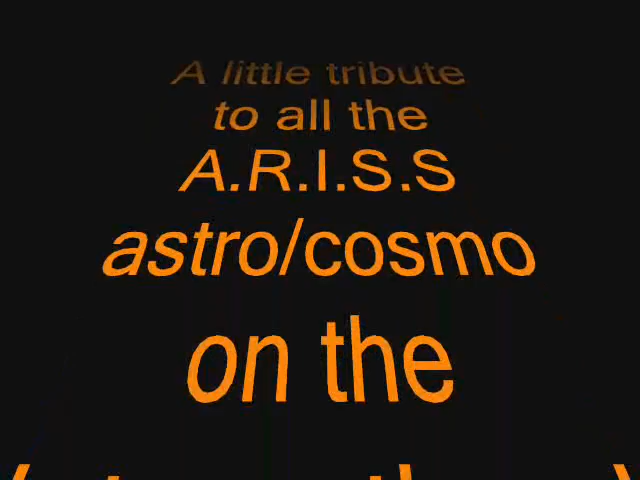 A little tribute
to all the
A.R.I.S.S
astro/cosmo
on the